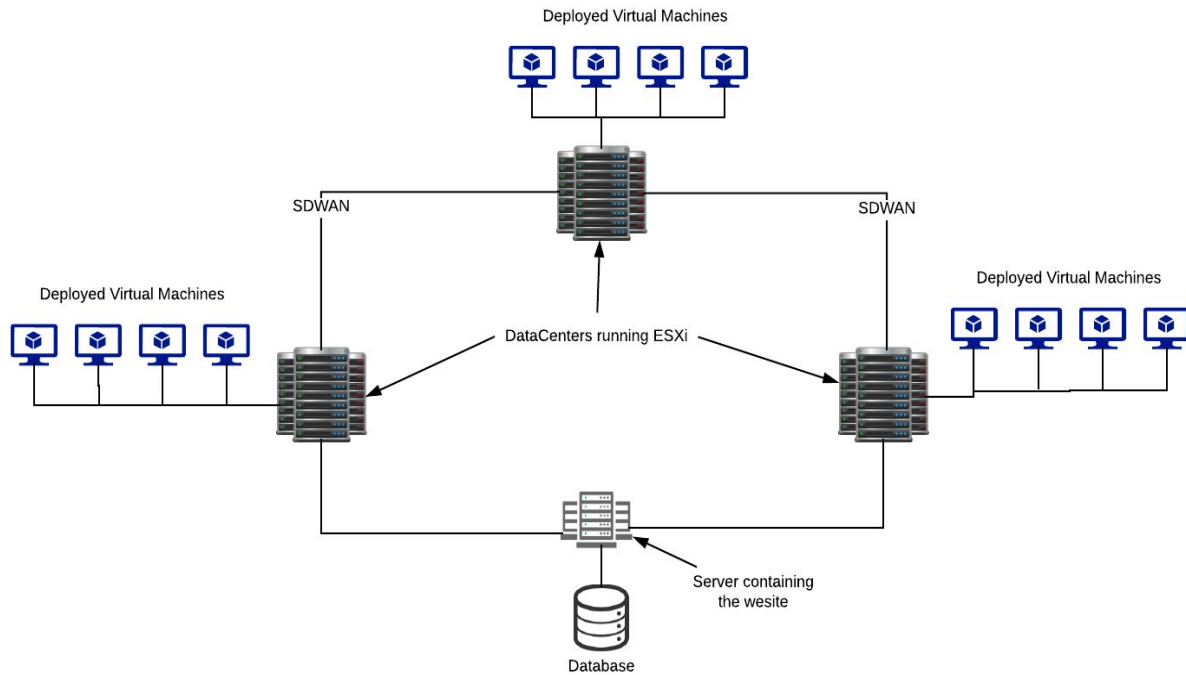 Deployed Virtual Machines
SDWAN
SDWAN
Deployed Virtual Machines
Deployed Virtual Machines
DataCenters running ESXi
Server containing
the wesite
Database